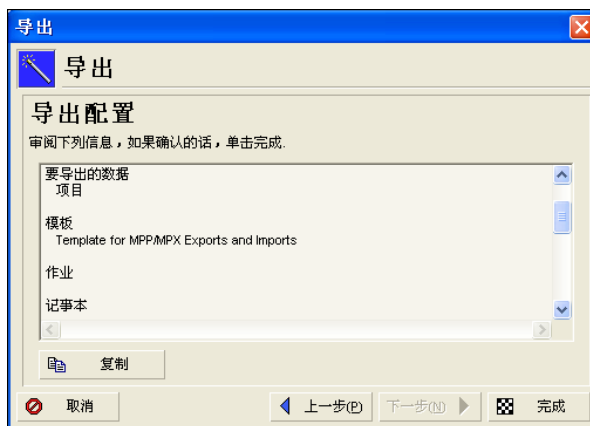 导出
导出
导出配置
审阅下列信息，如果确认的话，单击完成.
要导出的数据
项目
模板
Template for MPP/MPX Exports and Imports
作业
记事本
复制
取消
上一步(P)
下一步(N)
完成